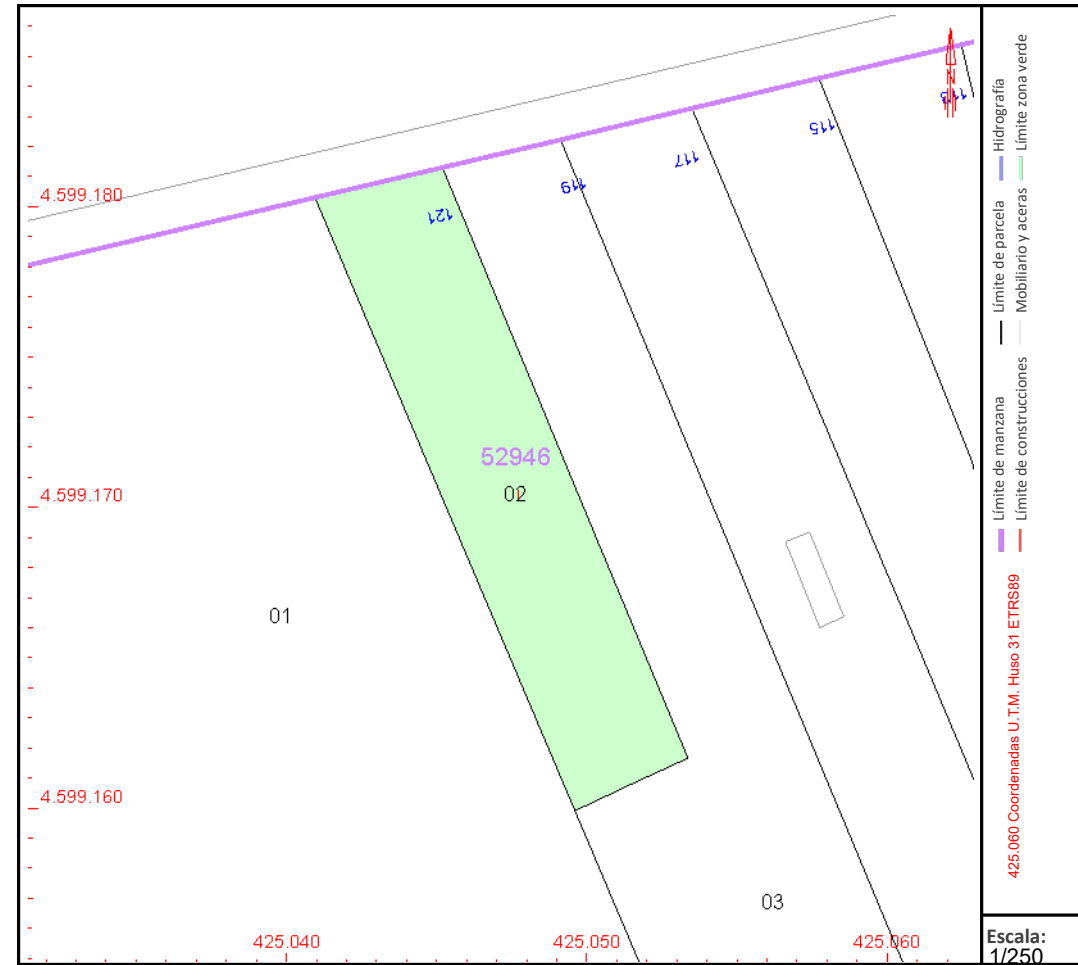 4.599.180
4.599.170
4.599.160
425.040
425.050
425.060
113
115
117
119
121
52946
02
01
03
N
Límite de manzana
Límite de parcela
Hidrografía
Límite de construcciones
Mobiliario y aceras
Límite zona verde
425.060 Coordenadas U.T.M. Huso 31 ETRS89
Escala:
1/250